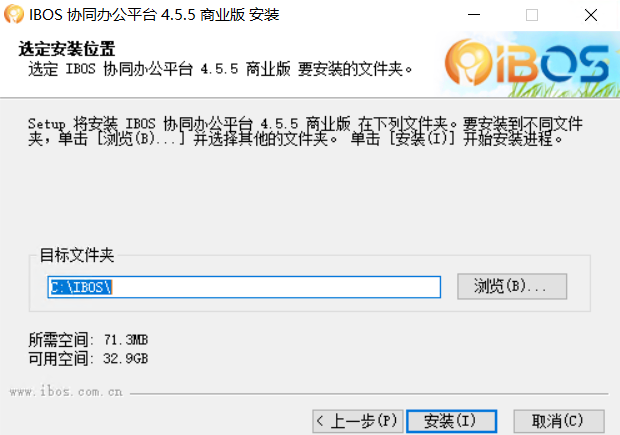 IBOS 协同办公平台 4.5.5 商业版 安装
选定安装位置
选定 IBOS 协同办公平台 4.5.5 商业版 要安装的文件夹。
iBOS
Setup 将安装 IBOS 协同办公平台 4.5.5 商业版 在下列文件夹。要安装到不同文件
夹,单击 [浏览(B)...] 并选择其他的文件夹。 单击 [安装(I)] 开始安装进程。
目标文件夹
C:\IBOS\
浏览(B)...
所需空间: 71.3MB
可用空间: 32.9GB
www.ibos.com.cn
< 上一步(P)
安装(I)
取消(C)